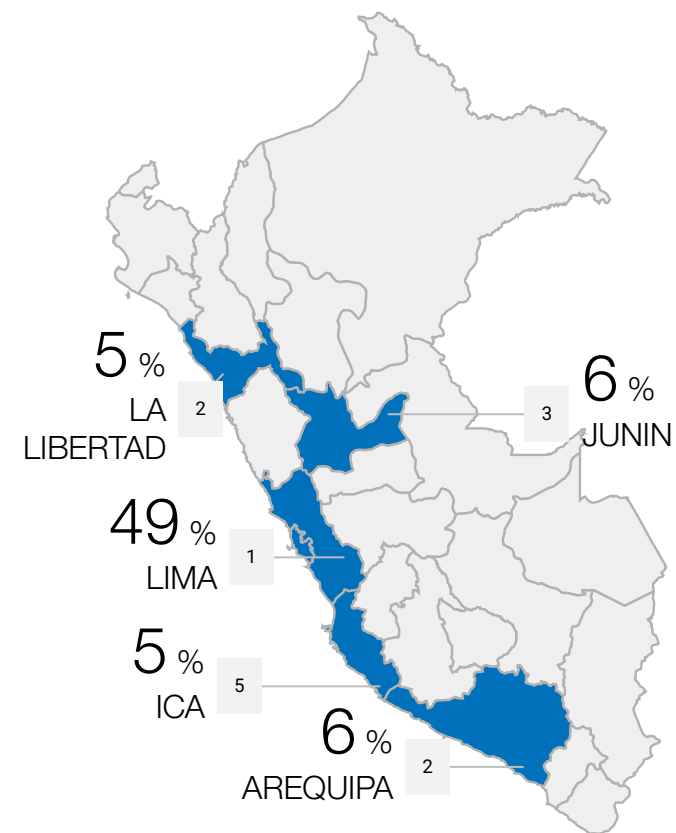 5 %
LA
LIBERTAD
2
6 %
JUNIN
3
49 %
LIMA
1
5 %
ICA
5
6 %
AREQUIPA
2